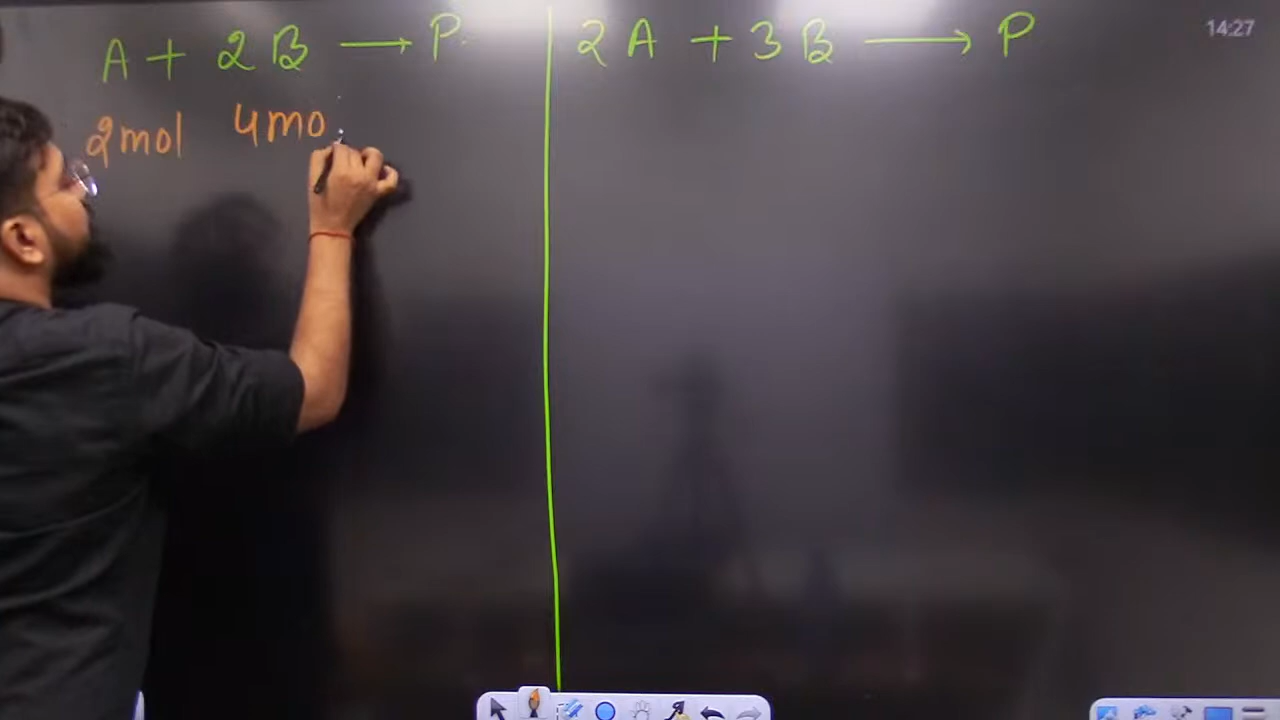 A + 2B → P
2mol 4mo
2A + 3B → P
14:27